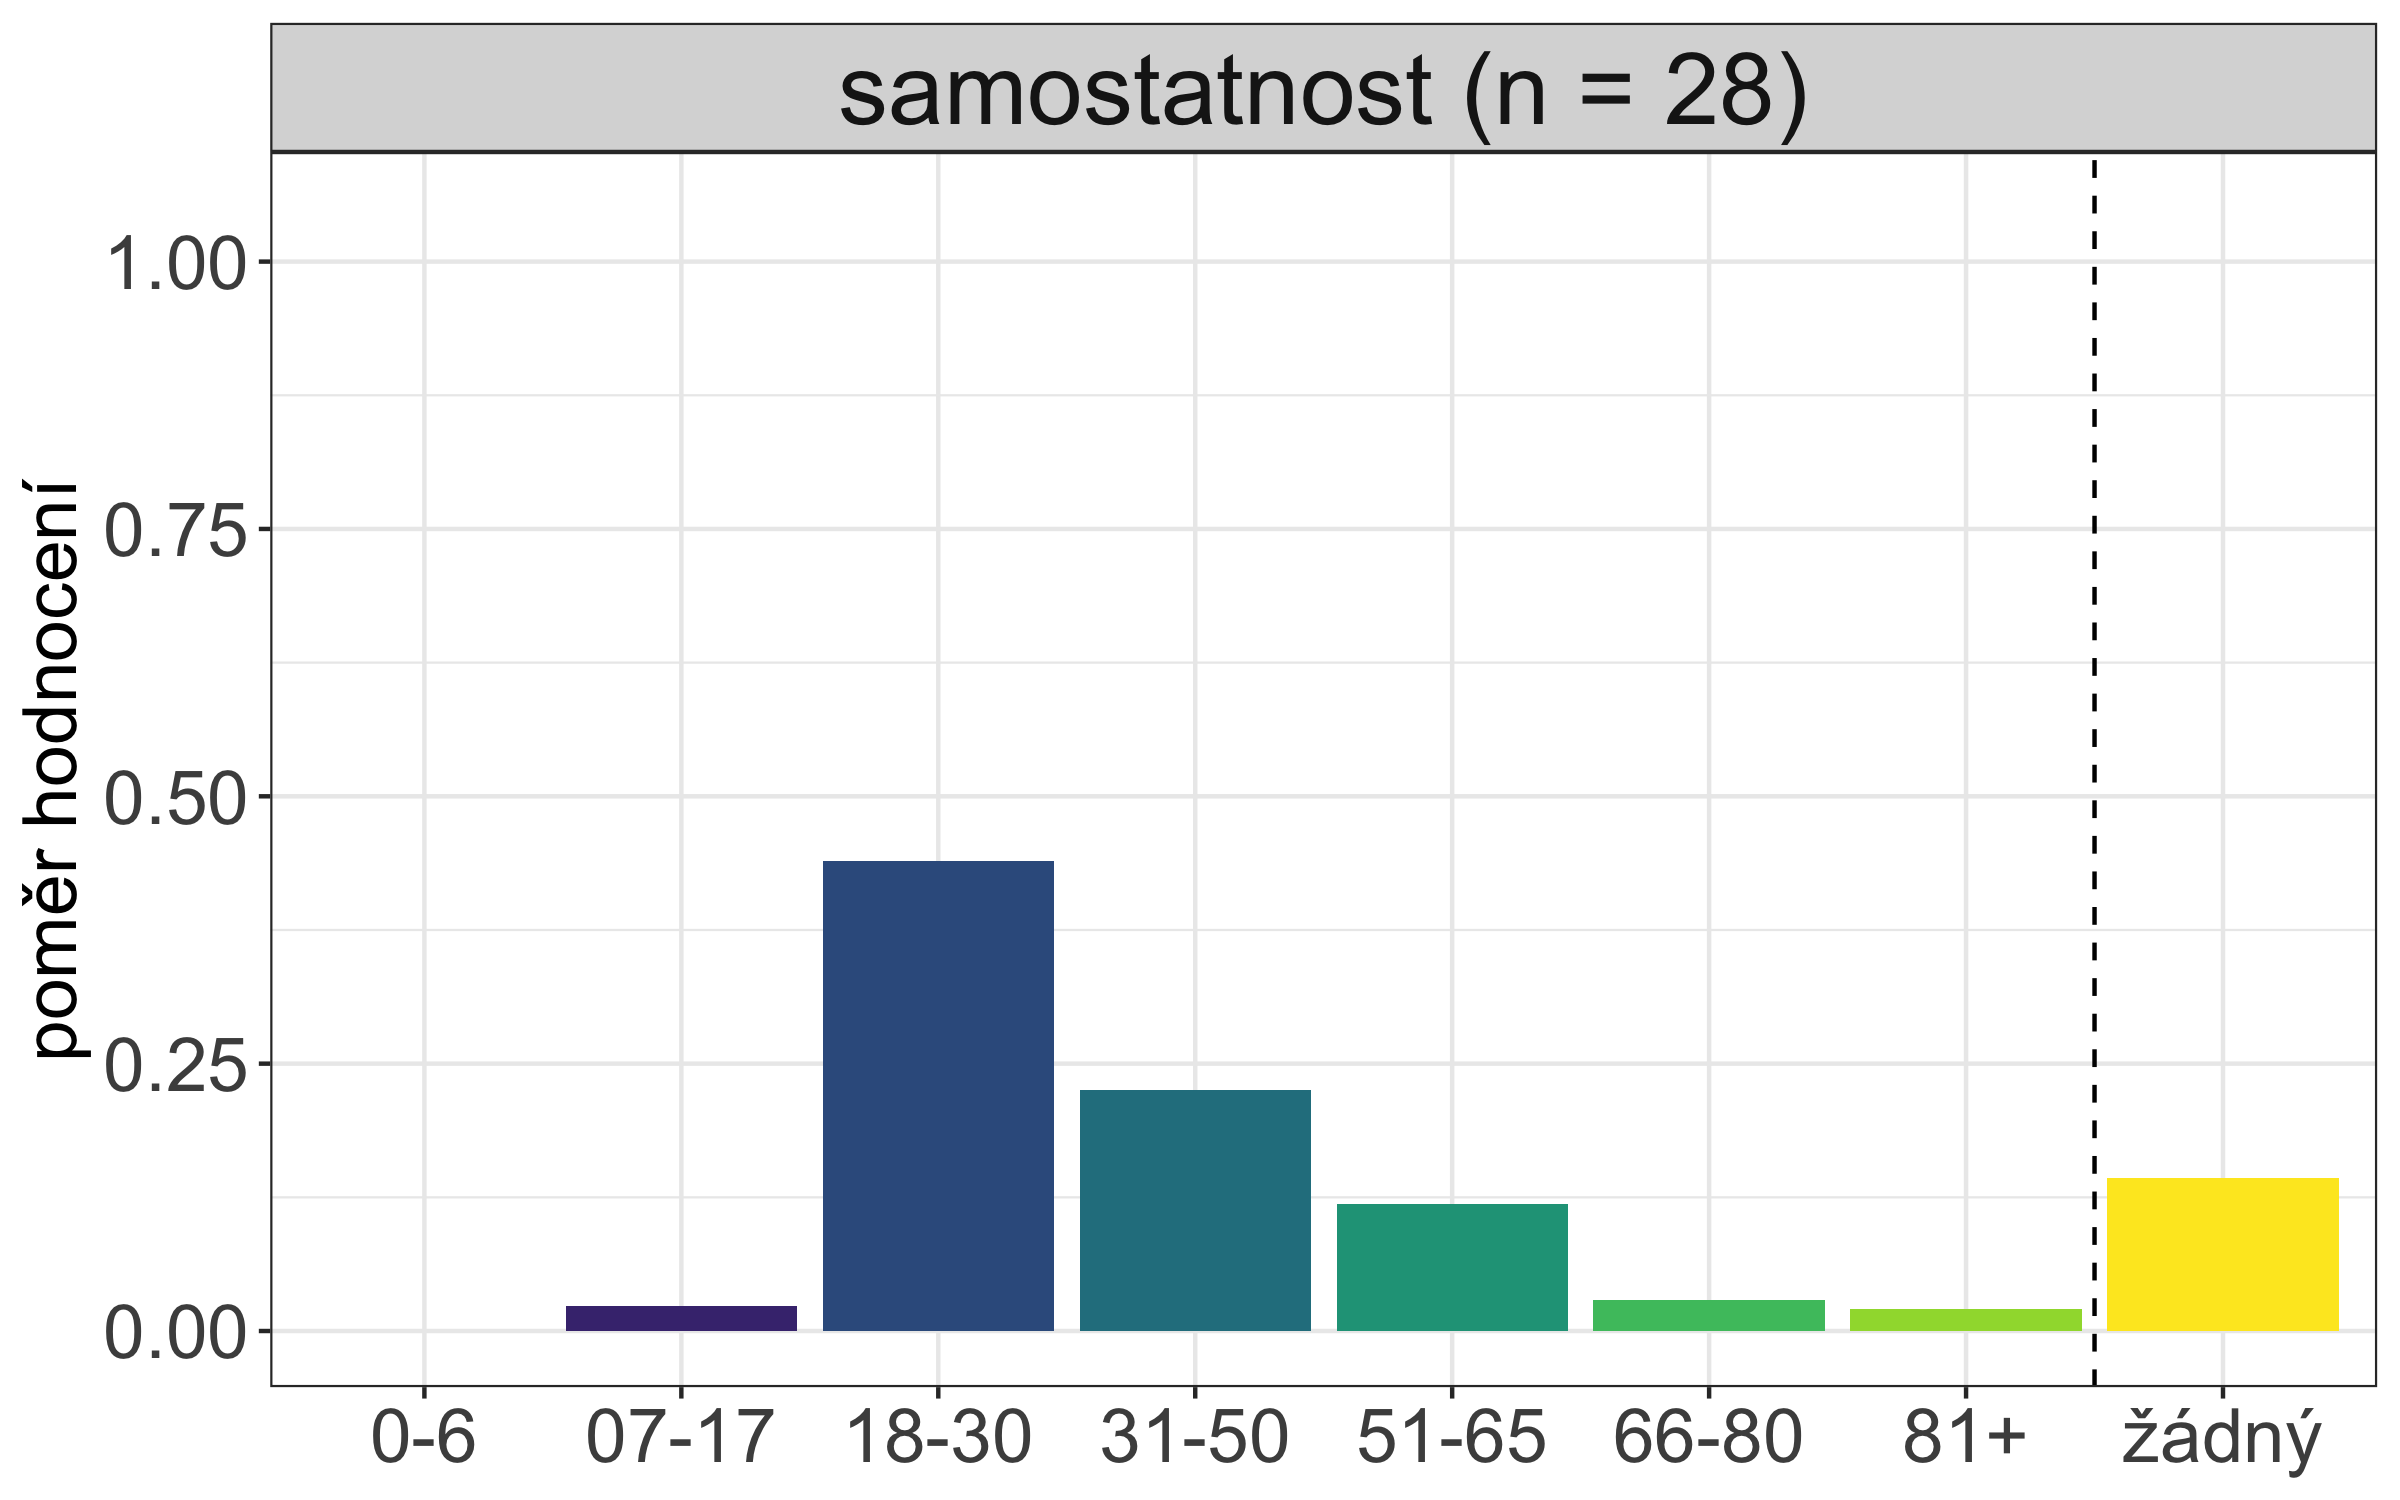 samostatnost (n = 28)
poměr hodnocení
1.00
0.75
0.50
0.25
0.00
0-6 07-17 18-30 31-50 51-65 66-80 81+ žádný